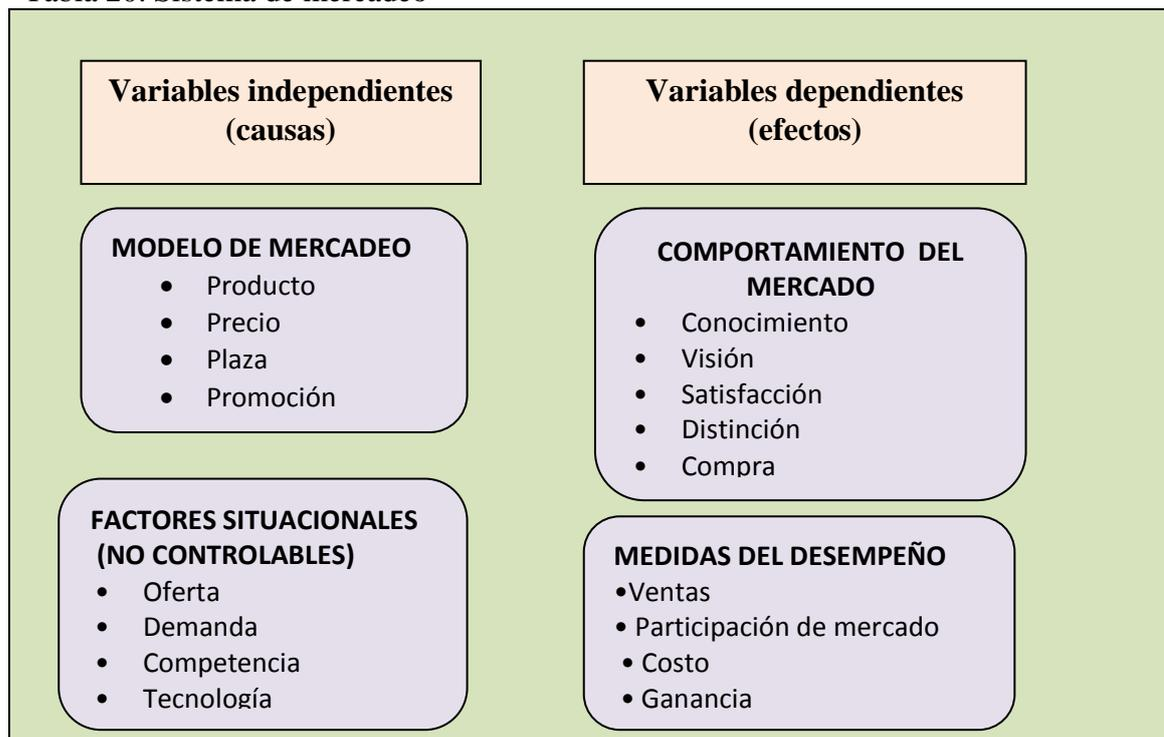 Variables independientes
(causas)
MODELO DE MERCADEO
• Producto
• Precio
• Plaza
• Promoción
FACTORES SITUACIONALES
(NO CONTROLABLES)
• Oferta
• Demanda
• Competencia
• Tecnología
Variables dependientes
(efectos)
COMPORTAMIENTO DEL
MERCADO
• Conocimiento
• Visión
• Satisfacción
• Distinción
• Compra
MEDIDAS DEL DESEMPEÑO
•Ventas
• Participación de mercado
• Costo
• Ganancia